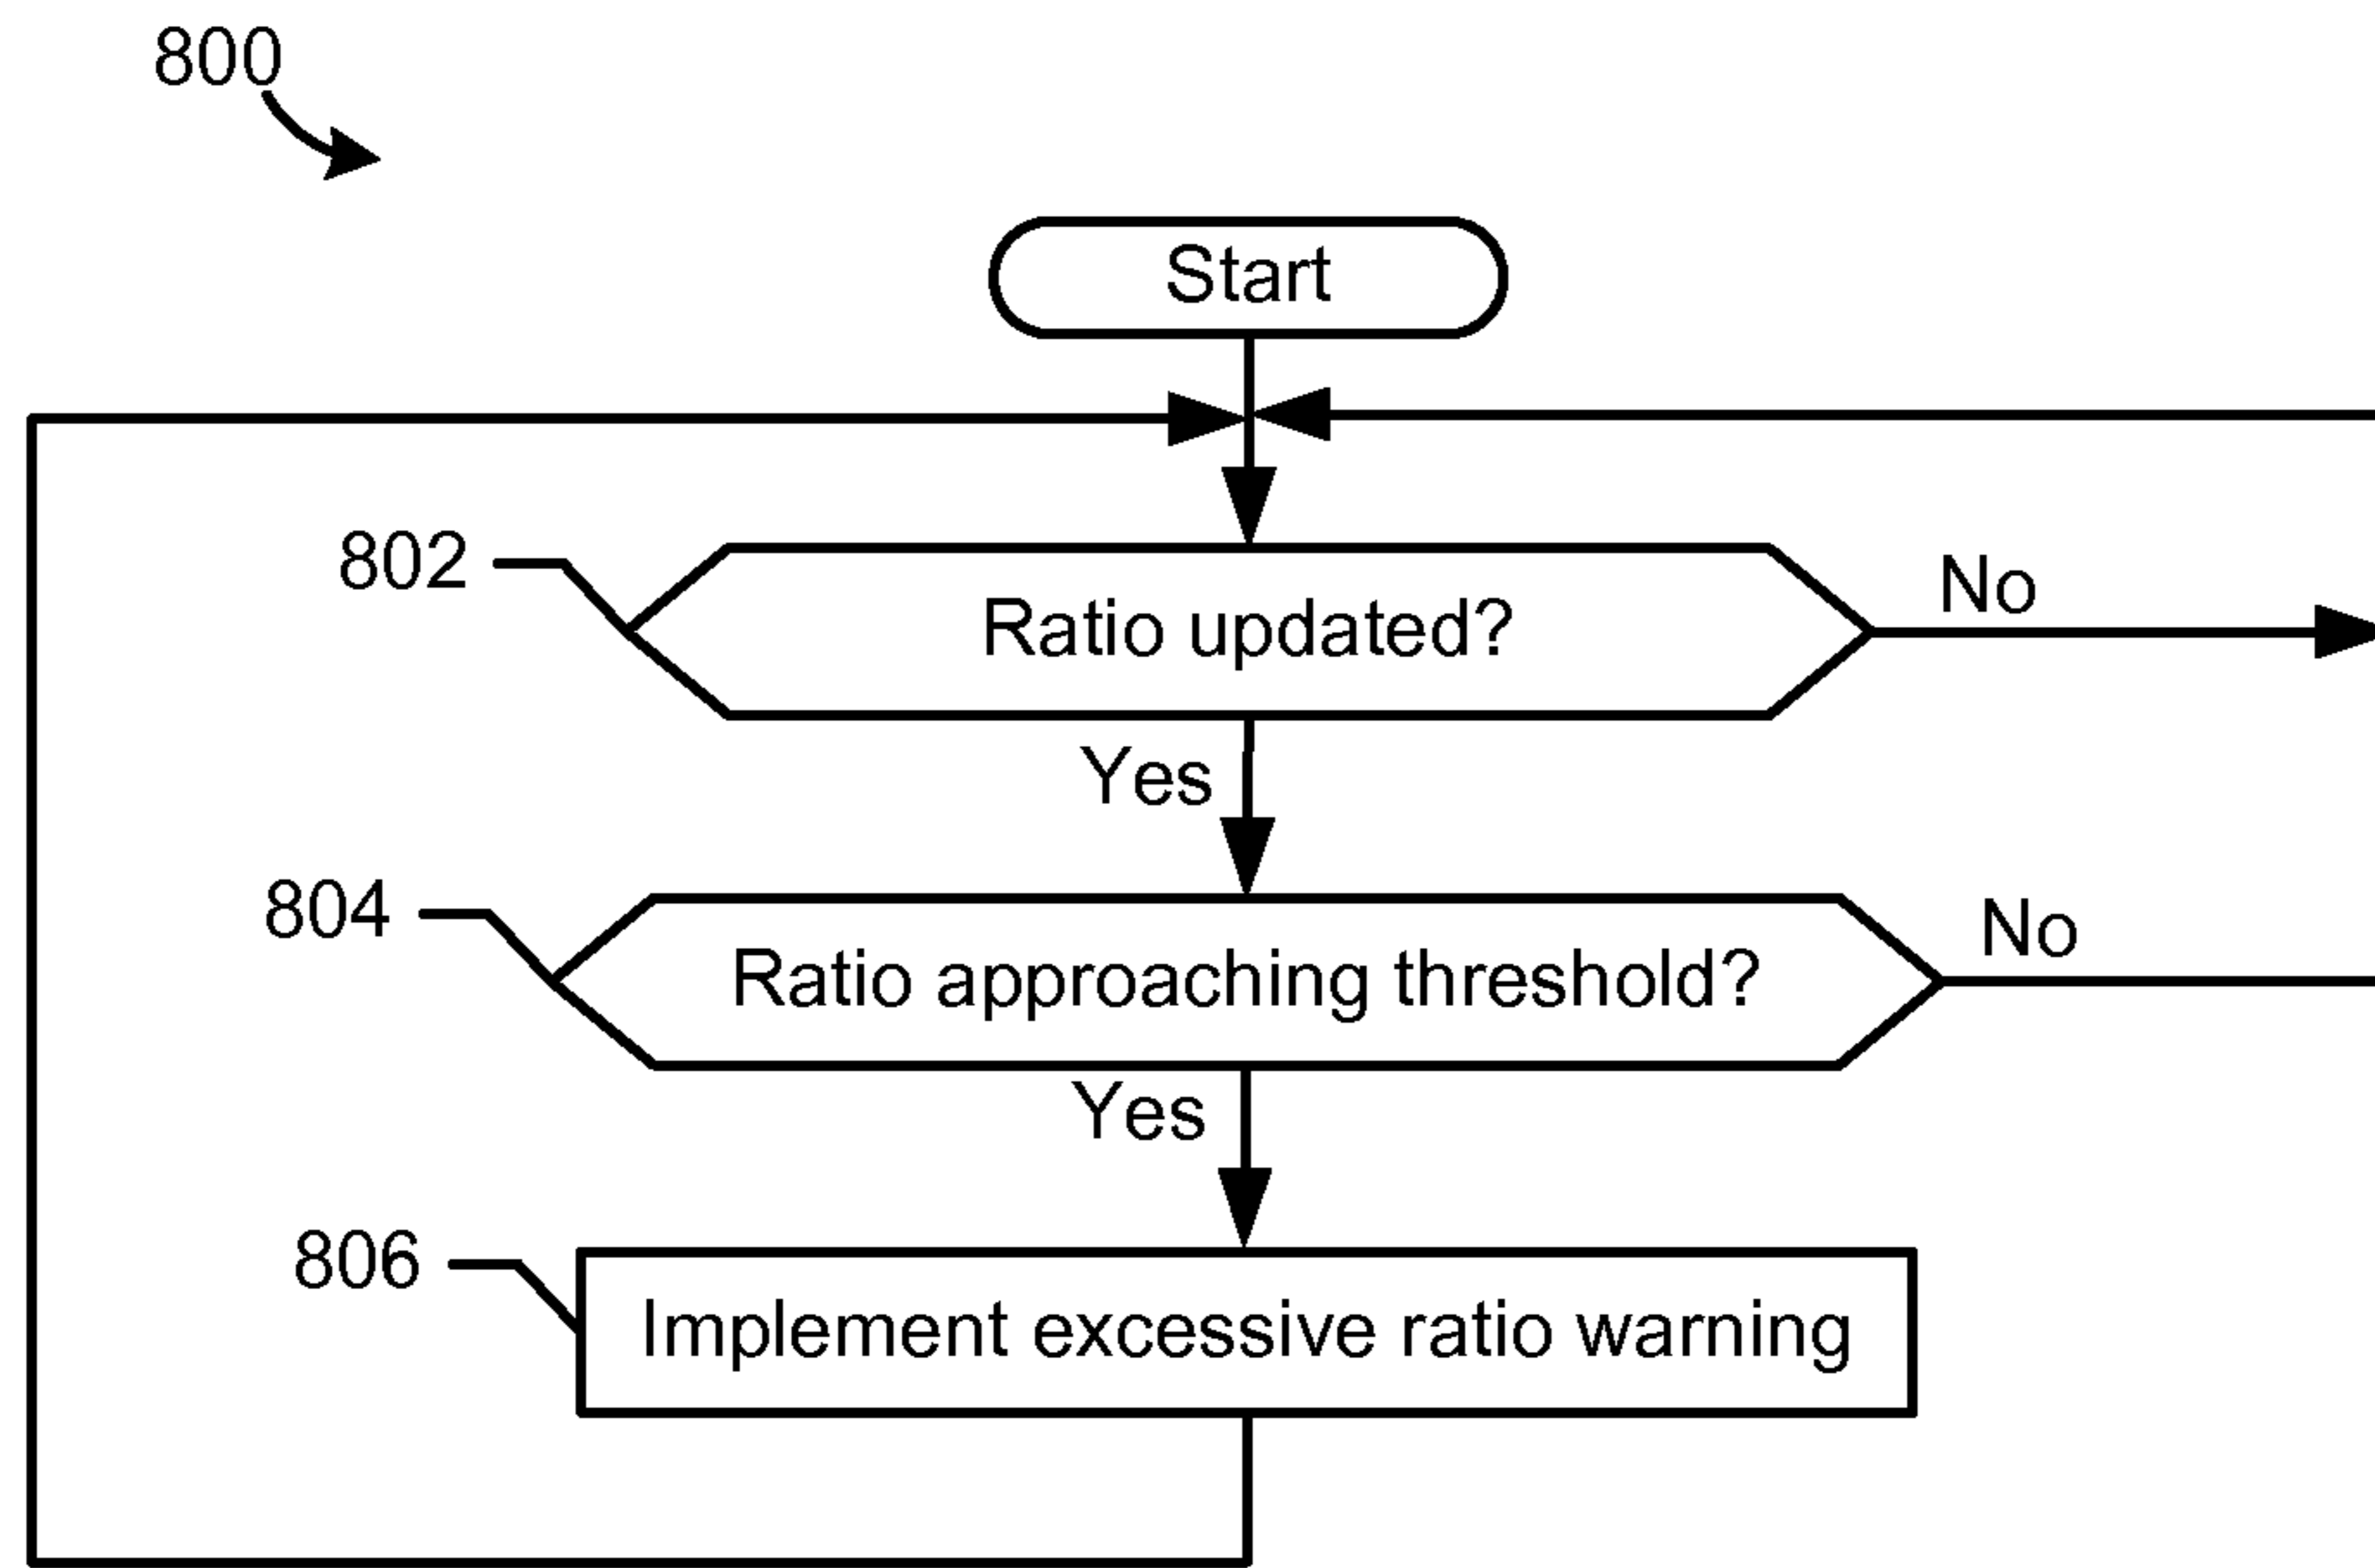 800
Start
802
Ratio updated?
No
Yes
804
Ratio approaching threshold?
No
Yes
806
Implement excessive ratio warning